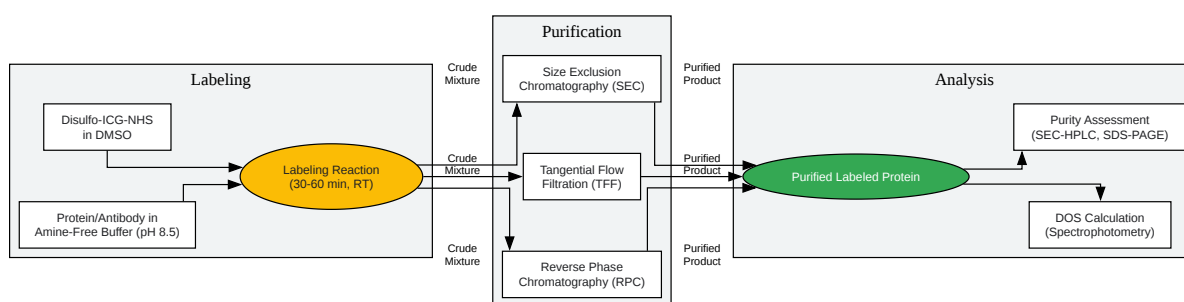 Labeling
Disulfo-ICG-NHS
in DMSO
Protein/Antibody in
Amine-Free Buffer (pH 8.5)
Labeling Reaction
(30-60 min, RT)
Crude
Mixture
Crude
Mixture
Crude
Mixture
Purification
Size Exclusion
Chromatography (SEC)
Tangential Flow
Filtration (TFF)
Reverse Phase
Chromatography (RPC)
Purified
Product
Purified
Product
Purified
Product
Analysis
Purified Labeled Protein
Purity Assessment
(SEC-HPLC, SDS-PAGE)
DOS Calculation
(Spectrophotometry)